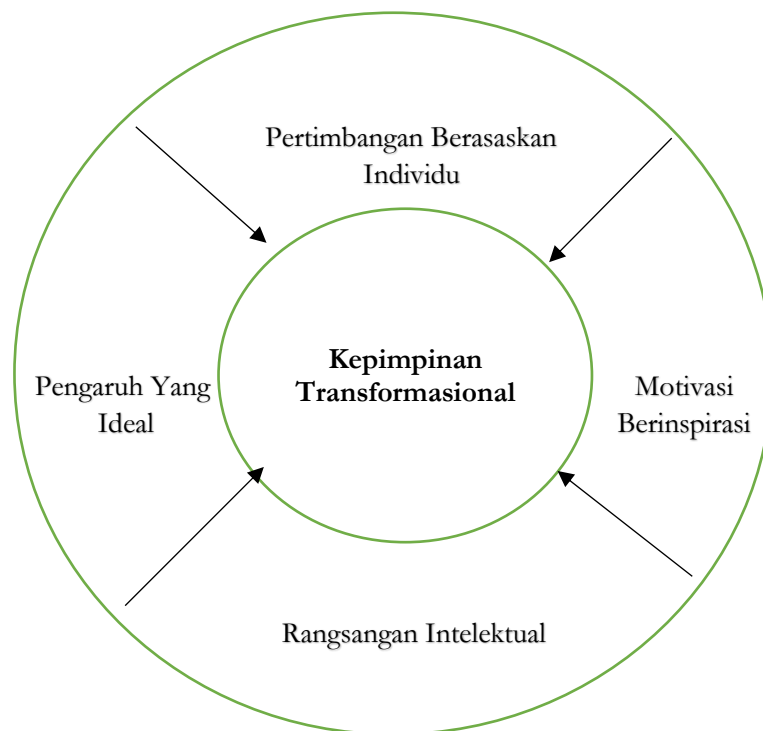 Pertimbangan Berasaskan
Individu
Kepimpinan
Transformasional
Pengaruh Yang
Ideal
Motivasi
Berinspirasi
Rangsangan Intelektual